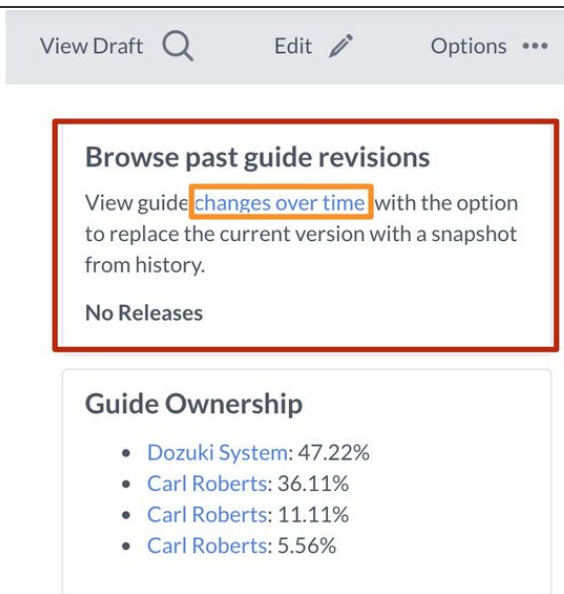 View Draft Edit Options
Browse past guide revisions
View guide changes over time with the option
to replace the current version with a snapshot
from history.
No Releases
Guide Ownership
Dozuki System: 47.22%
Carl Roberts: 36.11%
Carl Roberts: 11.11%
Carl Roberts: 5.56%